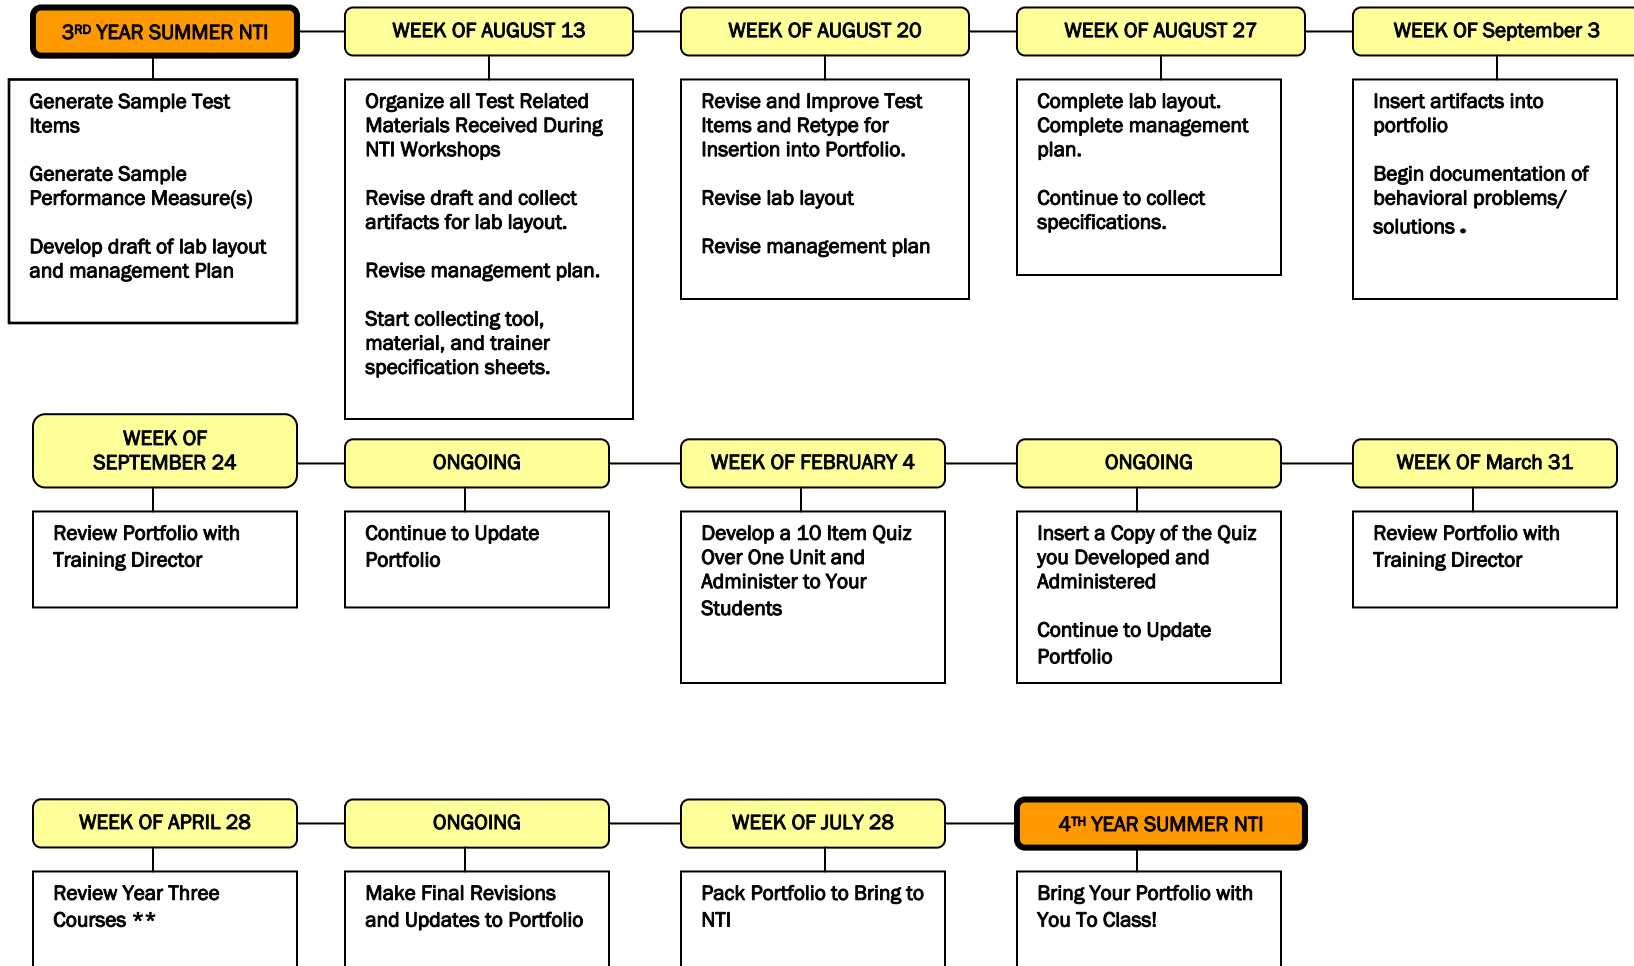 3RD YEAR SUMMER NTI
Generate Sample Test
Items
Generate Sample
Performance Measure(s)
Develop draft of lab layout
and management Plan
WEEK OF AUGUST 13
Organize all Test Related
Materials Received During
NTI Workshops
Revise draft and collect
artifacts for lab layout.
Revise management plan.
Start collecting tool,
material, and trainer
specification sheets.
WEEK OF AUGUST 20
Revise and Improve Test
Items and Retype for
Insertion into Portfolio.
Revise lab layout
Revise management plan
WEEK OF AUGUST 27
Complete lab layout.
Complete management
plan.
Continue to collect
specifications.
WEEK OF September 3
Insert artifacts into
portfolio
Begin documentation of
behavioral problems/
solutions.
WEEK OF
SEPTEMBER 24
Review Portfolio with
Training Director
ONGOING
Continue to Update
Portfolio
WEEK OF FEBRUARY 4
Develop a 10 Item Quiz
Over One Unit and
Administer to Your
Students
ONGOING
Insert a Copy of the Quiz
you Developed and
Administered
Continue to Update
Portfolio
WEEK OF March 31
Review Portfolio with
Training Director
WEEK OF APRIL 28
Review Year Three
Courses **
ONGOING
Make Final Revisions
and Updates to Portfolio
WEEK OF JULY 28
Pack Portfolio to Bring to
NTI
4TH YEAR SUMMER NTI
Bring Your Portfolio with
You To Class!